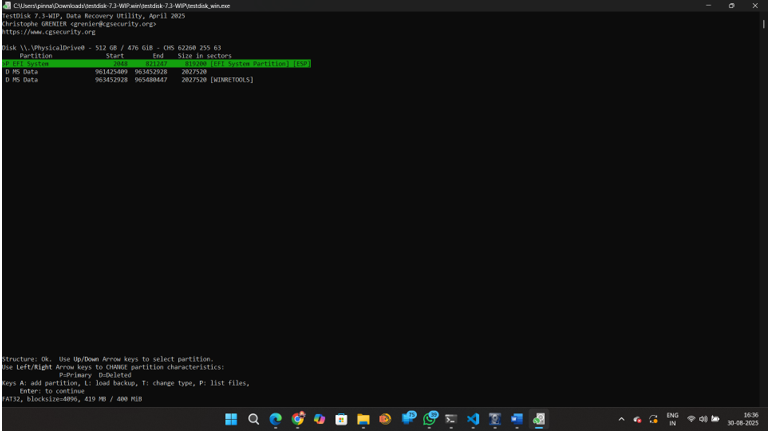 C:\Users\pinna\Downloads\testdisk-7.3-WIP.win\testdisk-7.3-WIP\testdisk_win.exe
TestDisk 7.3-WIP, Data Recovery Utility, April 2025
Christophe GRENIER <grenier@cgsecurity.org>
https://www.cgsecurity.org
Disk \\.\PhysicalDrive0 - 512 GB / 476 GiB - CHS 62260 255 63
Partition Start End Size in sectors
>P EFI System 2048 821247 819200 [EFI System Partition] [ESP]
D MS Data 961425409 963452928 2027520
D MS Data 963452928 965480447 2027520 [WINRETOOLS]
Structure: Ok. Use Up/Down Arrow keys to select partition.
Use Left/Right Arrow keys to CHANGE partition characteristics:
P=Primary D=Deleted
Keys A: add partition, L: load backup, T: change type, P: list files,
Enter: to continue
FAT32, blocksize=4096, 419 MB / 400 MiB
ENG
IN
16:36
30-08-2025